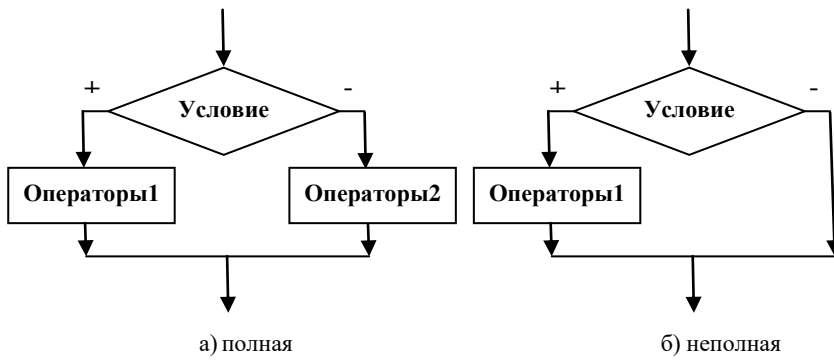 + - + -
Условие Условие
Операторы1 Операторы2 Операторы1
а) полная б) неполная